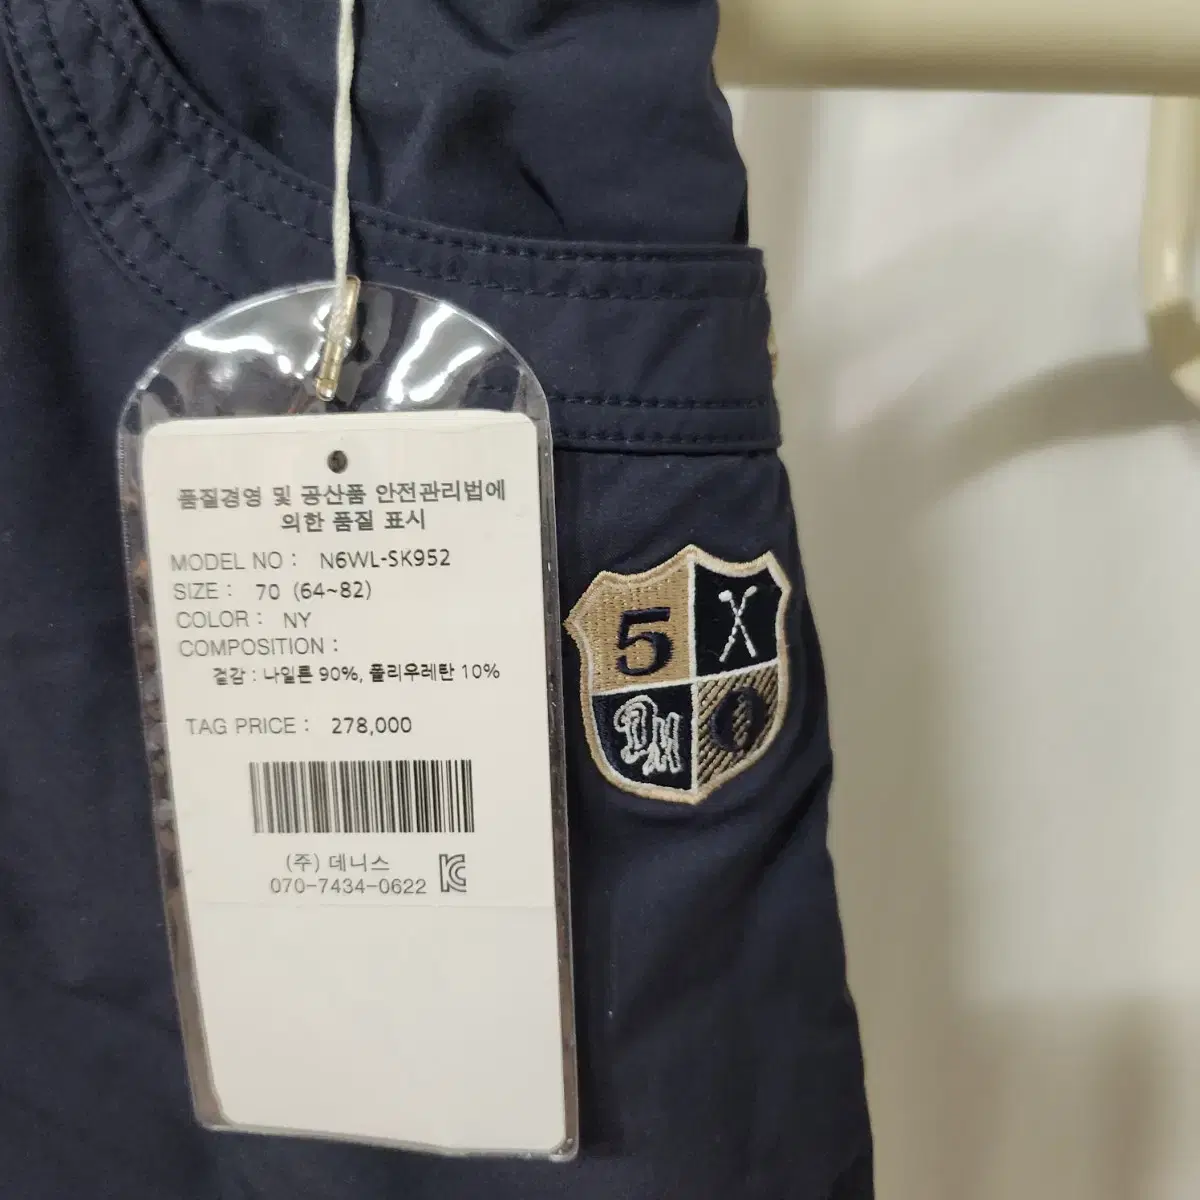 품질경영 및 공산품 안전관리법에
의한 품질 표시
MODEL NO : N6WL-SK952
SIZE : 70 (64~82)
COLOR : NY
COMPOSITION :
겉감 : 나일론 90%, 폴리우레탄 10%
TAG PRICE : 278,000
(주) 데니스
070-7434-0622
5
DH